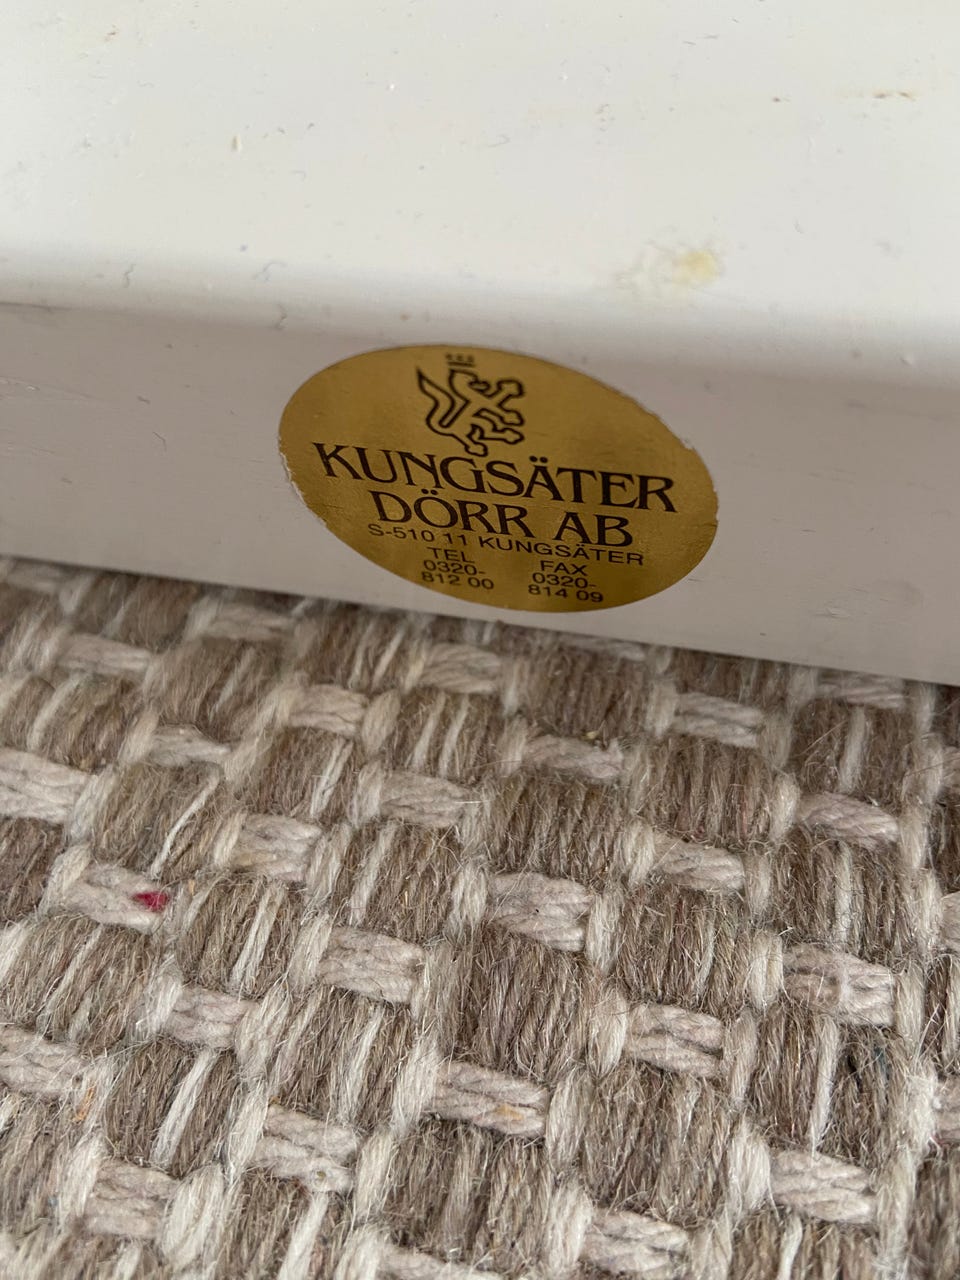 KUNGSÄTER
DÖRR AB
S-510 11 KUNGSÄTER
TEL FAX
0320- 0320-
812 00 814 09